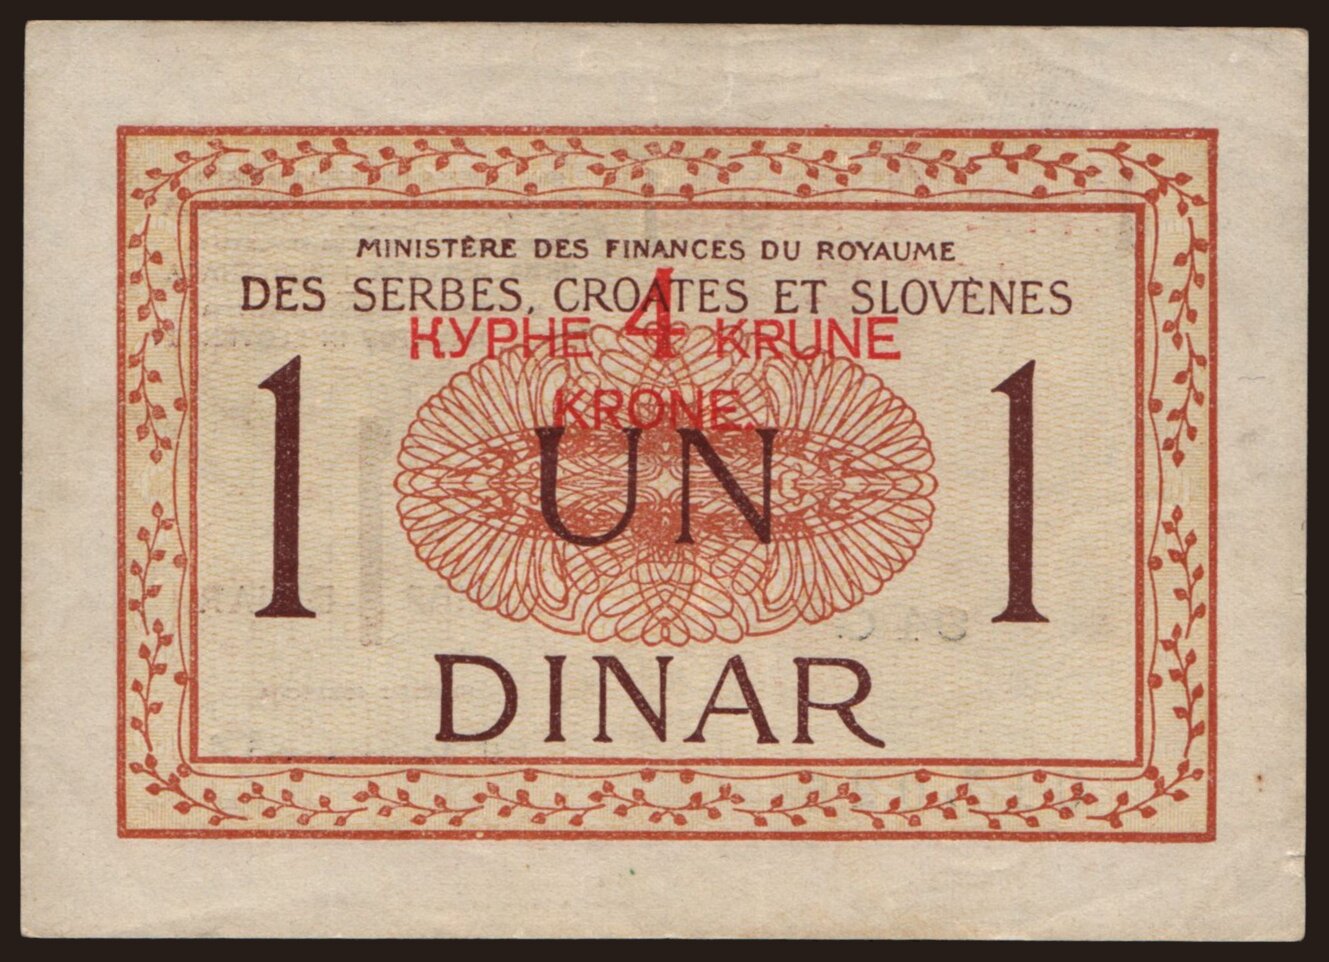 MINISTÈRE DES FINANCES DU ROYAUME
DES SERBES, CROATES ET SLOVÈNES
КРУНЕ 4 KRUNE
KRONE.
1 UN 1
DINAR